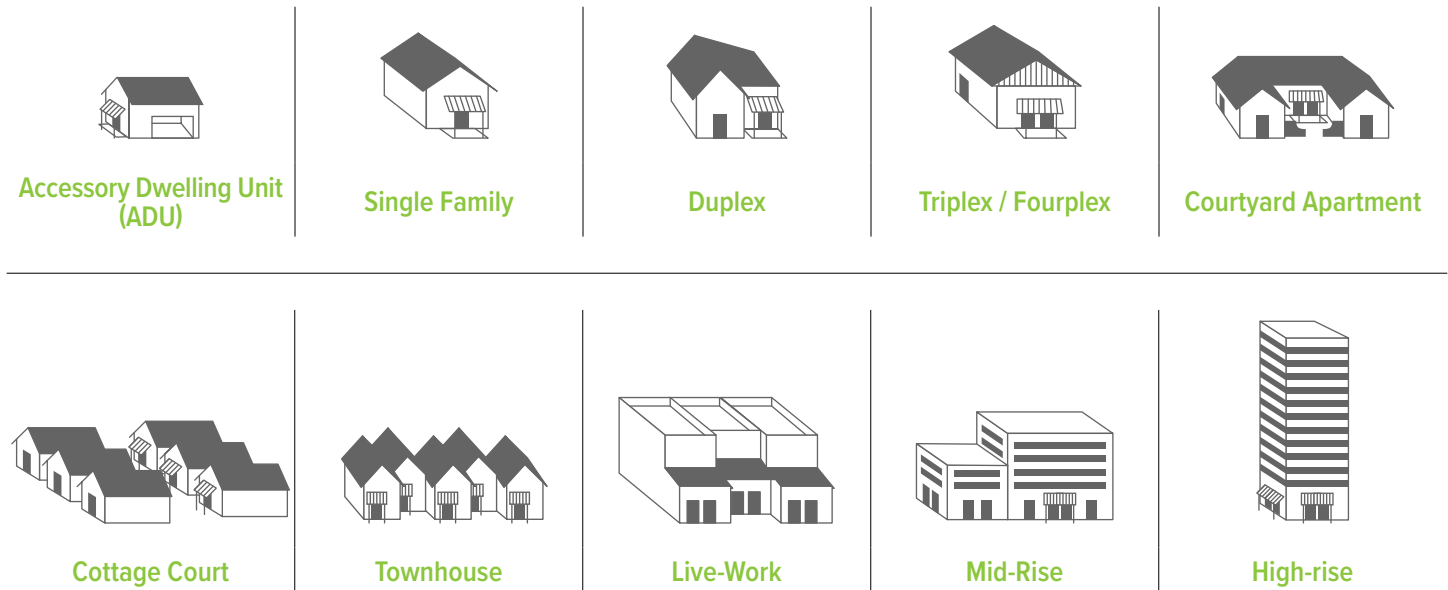 Accessory Dwelling Unit
(ADU)
Single Family
Duplex
Triplex / Fourplex
Courtyard Apartment
Cottage Court
Townhouse
Live-Work
Mid-Rise
High-rise